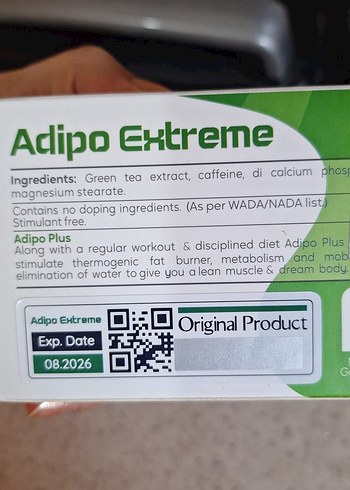 Adipo Extreme
Ingredients: Green tea extract, caffeine, di calcium
magnesium stearate.
Contains no doping ingredients. (As per WADA/NADA list.)
Stimulant free.
Adipo Plus
Along with a regular workout & disciplined diet Adipo Plus
stimulate thermogenic fat burner, metabolism and
elimination of water to give you a lean muscle & dream body.
Adipo Extreme
Exp. Date
08.2026
Original Product